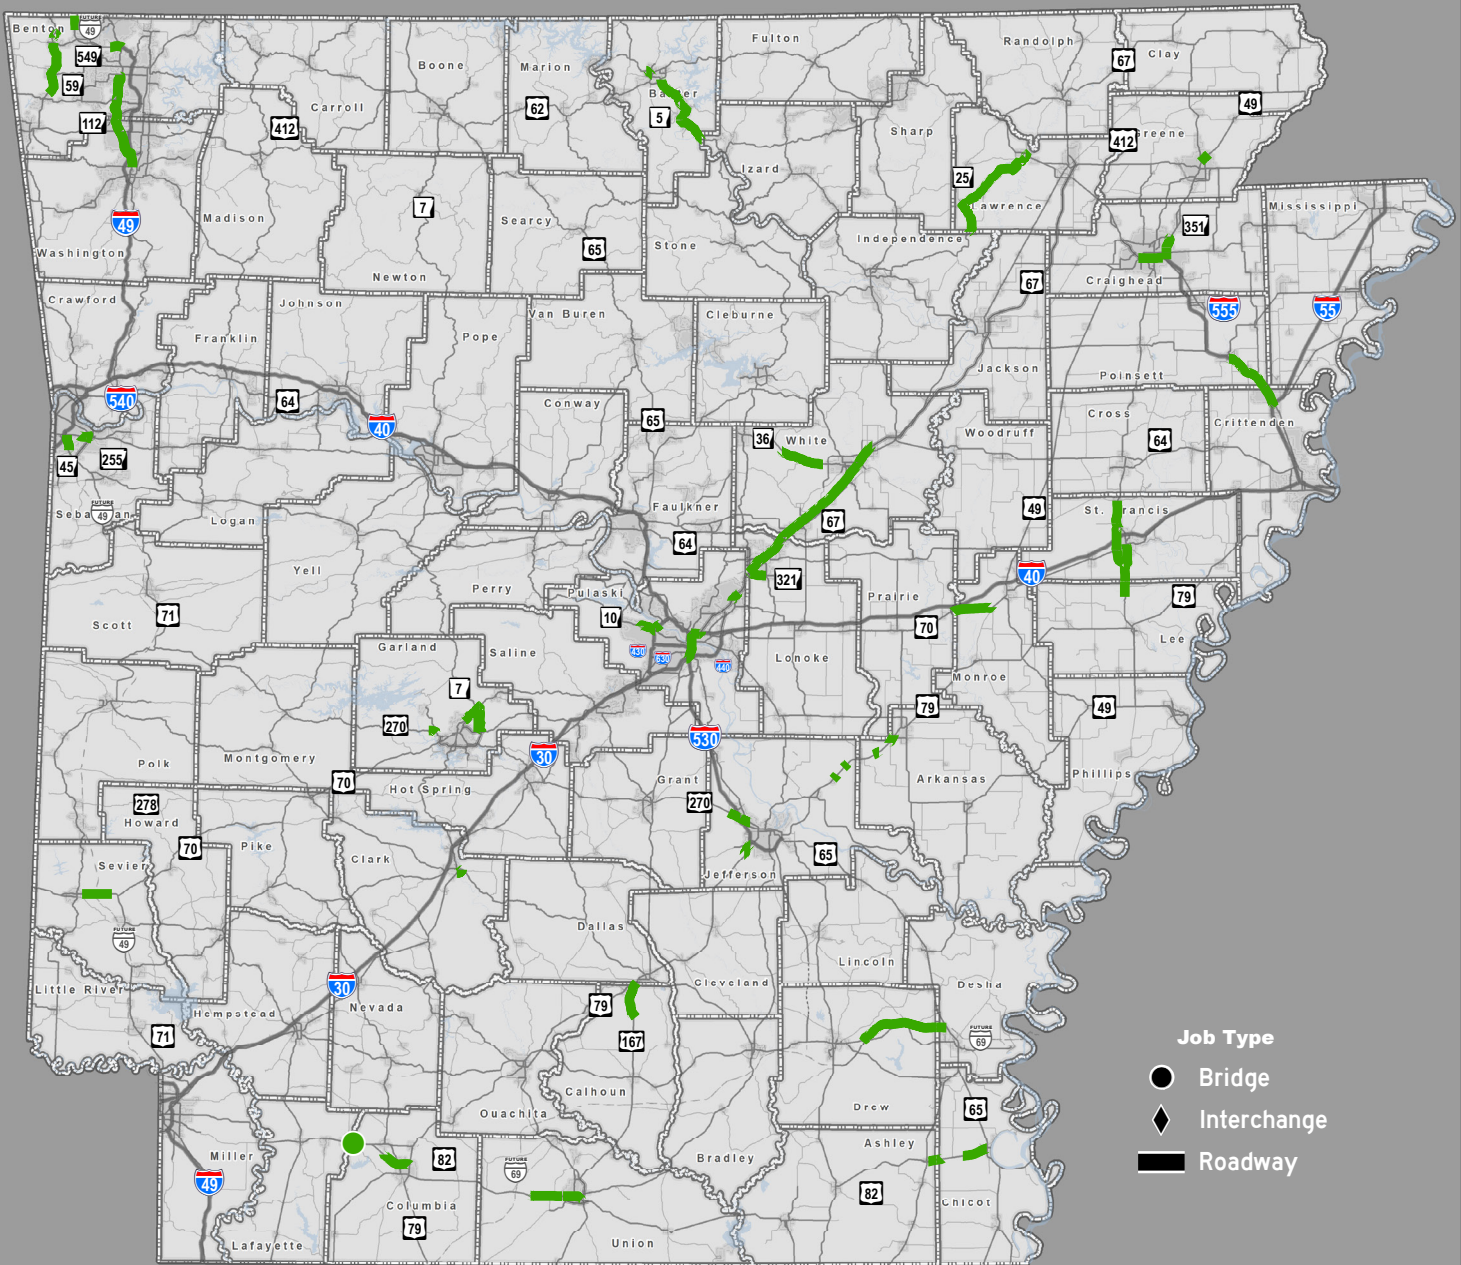 Benton
FUTURE
49
549
59
112
Carroll
412
Boone
Marion
62
Baxter
5
Fulton
Sharp
Izard
Randolph
67
Clay
49
412
Greene
25
Lawrence
Mississippi
351
49
Madison
Washington
7
Newton
Searcy
65
Stone
Independence
67
Craighead
555
55
Crawford
Franklin
Johnson
Pope
Van Buren
Cleburne
Jackson
Poinsett
540
64
40
Conway
65
36
White
Woodruff
Cross
64
Crittenden
45
255
FUTURE
49
Sebastian
Logan
Faulkner
64
67
49
St. Francis
Yell
Perry
Pulaski
321
Prairie
40
79
Scott
71
10
430
630
440
70
Lonoke
Lee
Garland
Saline
7
270
Monroe
79
49
530
30
Polk
Montgomery
70
Hot Spring
Grant
270
Arkansas
Phillips
278
Howard
70
Pike
Clark
65
Jefferson
Sevier
FUTURE
49
Dallas
Lincoln
Cleveland
Desha
Little River
Hempstead
30
Nevada
79
167
71
FUTURE
69
Calhoun
Ouachita
Drew
65
Ashley
Miller
49
82
FUTURE
69
Bradley
82
Chicot
Columbia
79
Lafayette
Union
Job Type
Bridge
Interchange
Roadway